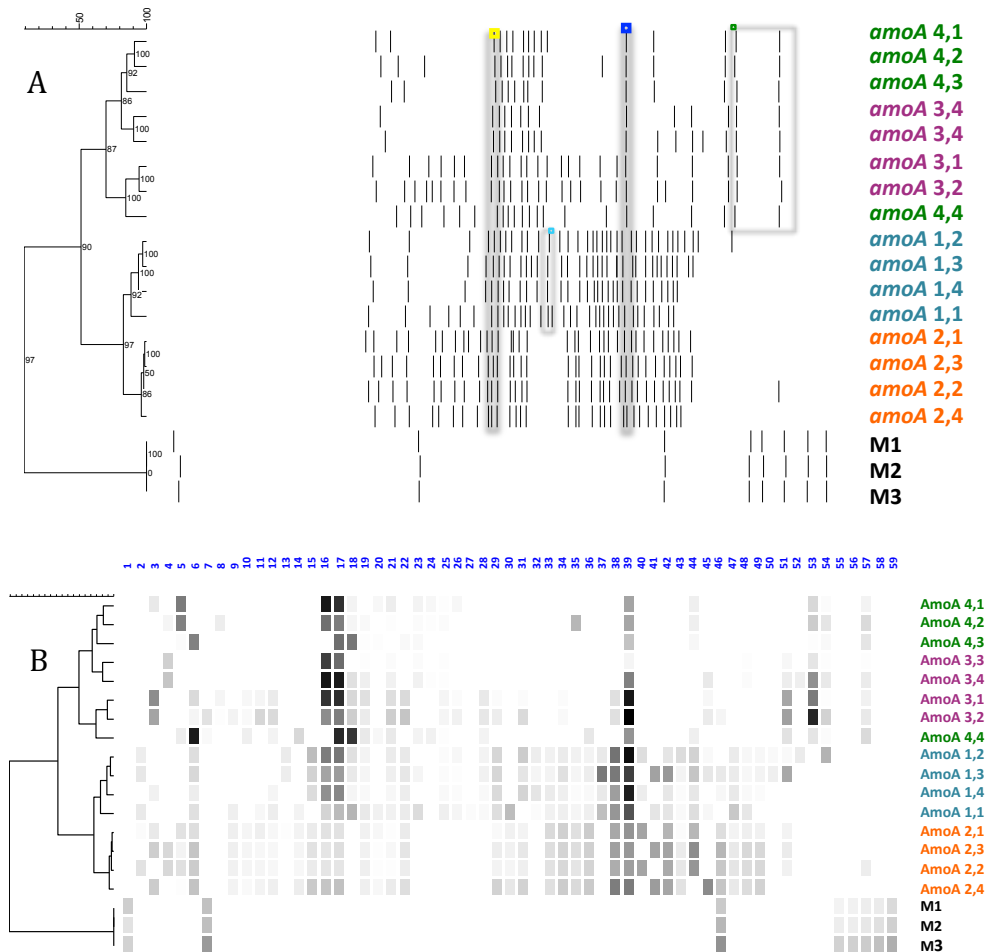 50
100
A
100
92
100
86
100
87
100
100
90
100
100
92
97
100
50
86
97
100
0
amoA 4,1
amoA 4,2
amoA 4,3
amoA 3,4
amoA 3,4
amoA 3,1
amoA 3,2
amoA 4,4
amoA 1,2
amoA 1,3
amoA 1,4
amoA 1,1
amoA 2,1
amoA 2,3
amoA 2,2
amoA 2,4
M1
M2
M3
1 2 3 4 5 6 7 8 9 10 11 12 13 14 15 16 17 18 19 20 21 22 23 24 25 26 27 28 29 30 31 32 33 34 35 36 37 38 39 40 41 42 43 44 45 46 47 48 49 50 51 52 53 54 55 56 57 58 59
B
AmoA 4,1
AmoA 4,2
AmoA 4,3
AmoA 3,3
AmoA 3,4
AmoA 3,1
AmoA 3,2
AmoA 4,4
AmoA 1,2
AmoA 1,3
AmoA 1,4
AmoA 1,1
AmoA 2,1
AmoA 2,3
AmoA 2,2
AmoA 2,4
M1
M2
M3